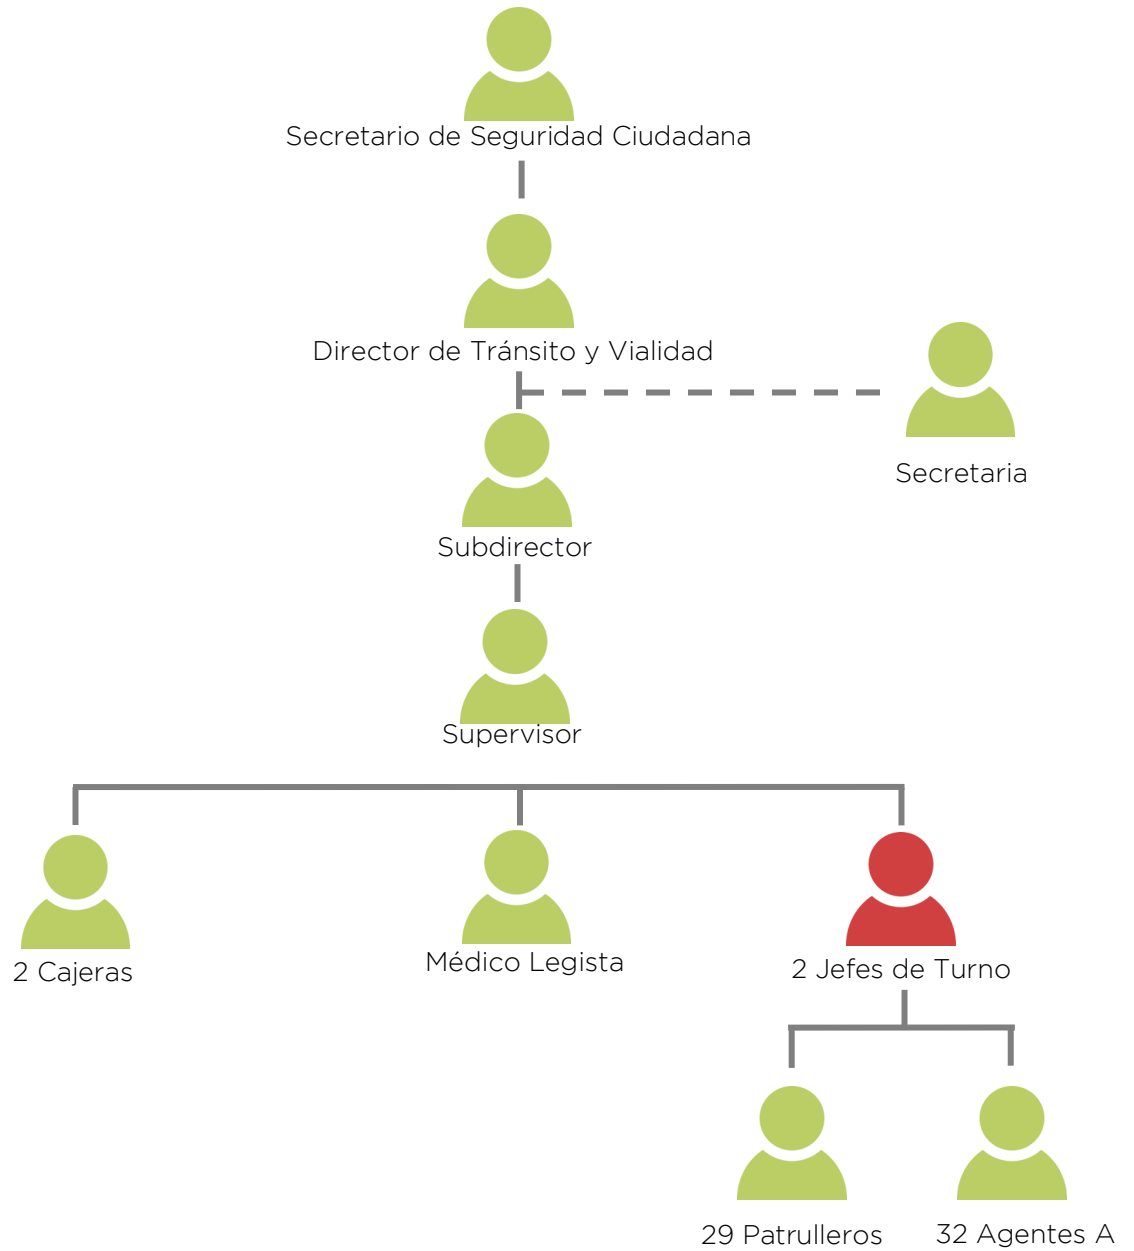 Secretario de Seguridad Ciudadana
Director de Tránsito y Vialidad
Secretaria
Subdirector
Supervisor
2 Cajeras
Médico Legista
2 Jefes de Turno
29 Patrulleros
32 Agentes A